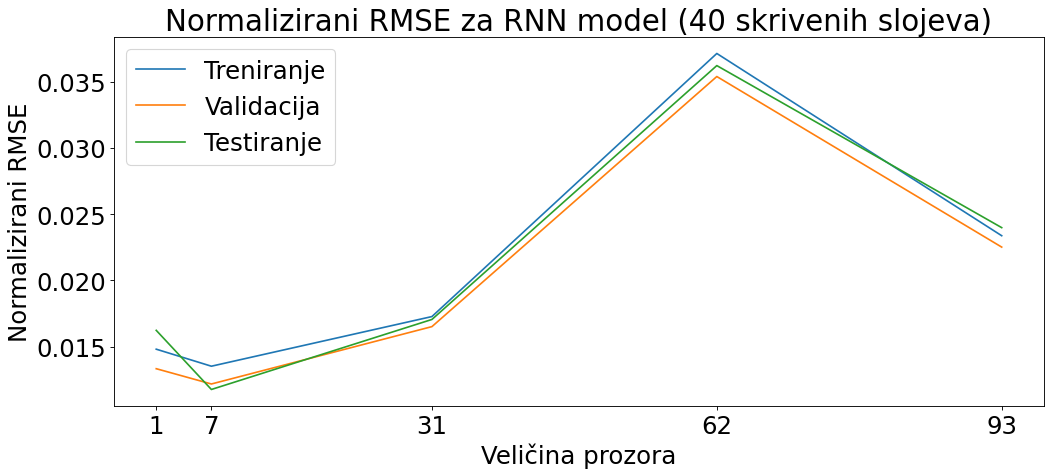 Normalizirani RMSE za RNN model (40 skrivenih slojeva)
Treniranje
Validacija
Testiranje
Normalizirani RMSE
0.035
0.030
0.025
0.020
0.015
1 7 31 62 93
Veličina prozora